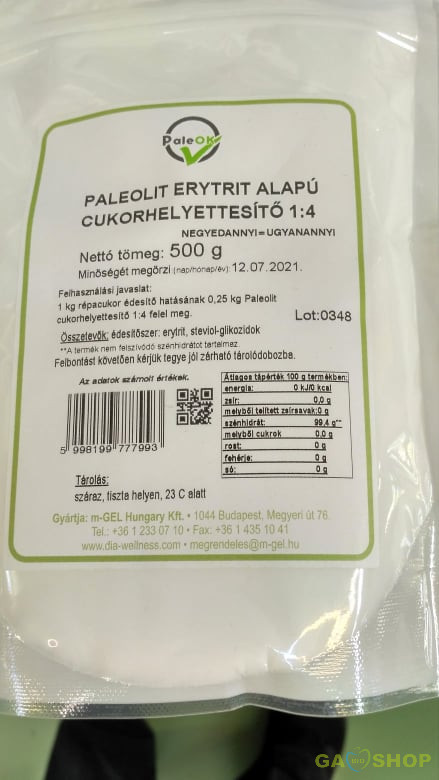 PaleOK
PALEOLIT ERYTRIT ALAPÚ
CUKORHELYETTESÍTŐ 1:4
NEGYEDANNYI=UGYANANNYI
Nettó tömeg: 500 g
Minőségét megőrzi (nap/hónap/év): 12.07.2021.
Felhasználási javaslat:
1 kg répacukor édesítő hatásának 0,25 kg Paleolit
cukorhelyettesítő 1:4 felel meg.
Lot:0348
Összetevők: édesítőszer: erytrit, steviol-glikozidok
**A termék nem felszívódó szénhidrátot tartalmaz.
Felbontást követően kérjük tegye jól zárható tárolódobozba.
Az adatok számolt értékek.
5 998199 777993
Átlagos tápérték 100 g termékben:
energia: 0 kJ/0 kcal
zsír: 0,0 g
melyből telített zsírsavak: 0 g
szénhidrát: 99,4 g**
melyből cukrok 0,0 g
rost: 0 g
fehérje: 0 g
só: 0 g
Tárolás:
száraz, tiszta helyen, 23 C alatt
Gyártja: m-GEL Hungary Kft. • 1044 Budapest, Megyeri út 76.
Tel.: +36 1 233 07 10 • Fax: +36 1 435 10 41
www.dia-wellness.com • megrendeles@m-gel.hu
GA BIO SHOP